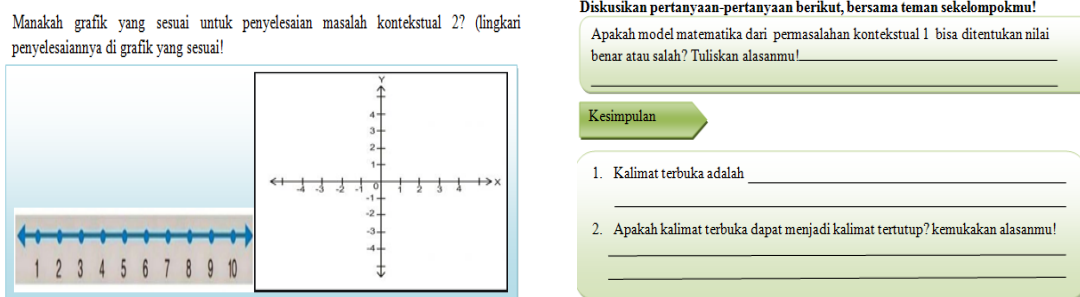 Manakah grafik yang sesuai untuk penyelesaian masalah kontekstual 2? (lingkari
penyelesaiannya di grafik yang sesuai!
Y
4
3
2
1
-4 -3 -2 -1 0 1 2 3 4 X
-1
-2
-3
-4
1 2 3 4 5 6 7 8 9 10
Diskusikan pertanyaan-pertanyaan berikut, bersama teman sekelompokmu!
Apakah model matematika dari permasalahan kontekstual 1 bisa ditentukan nilai
benar atau salah? Tuliskan alasanmu!
Kesimpulan
1. Kalimat terbuka adalah
2. Apakah kalimat terbuka dapat menjadi kalimat tertutup? kemukakan alasanmu!